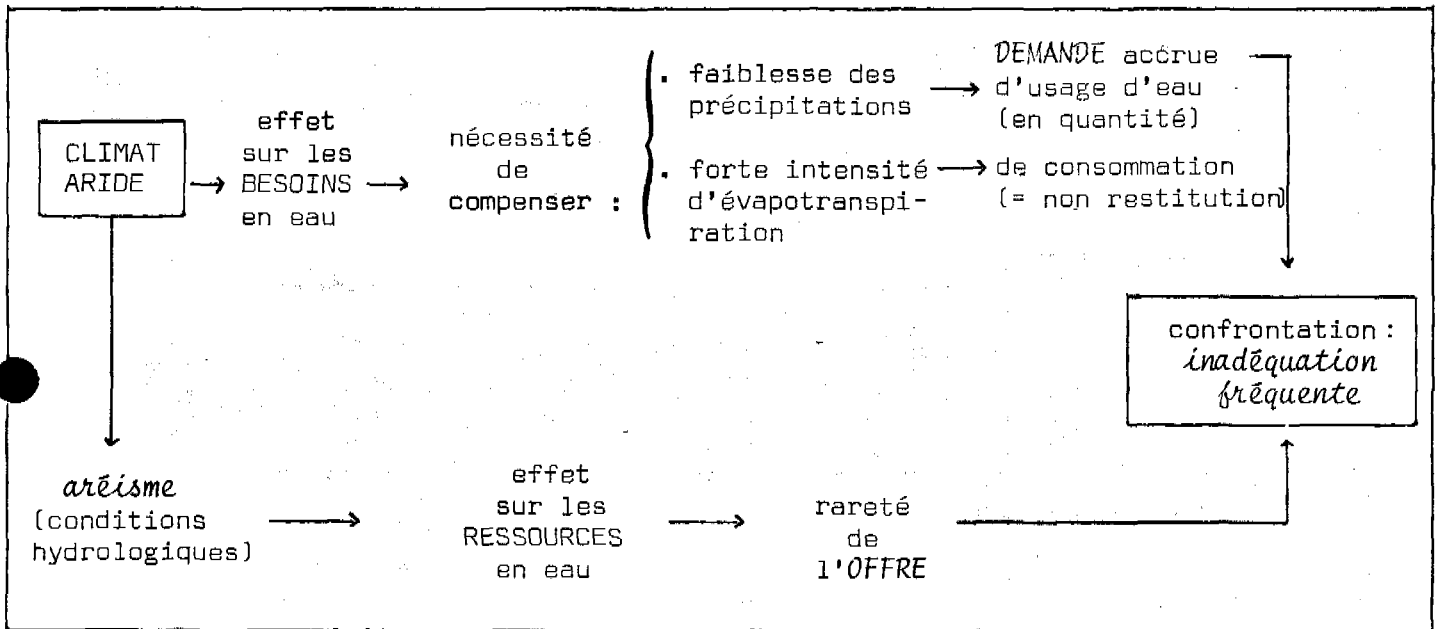 CLIMAT
ARIDE
effet
sur les
BESOINS
en eau
nécessité
de
compenser :
. faiblesse des
précipitations
DEMANDE accrue
d'usage d'eau
(en quantité)
. forte intensité
d'évapotranspi-
ration
de consommation
(= non restitution)
confrontation :
inadéquation
fréquente
aréisme
(conditions
hydrologiques)
effet
sur les
RESSOURCES
en eau
rareté
de
l'OFFRE